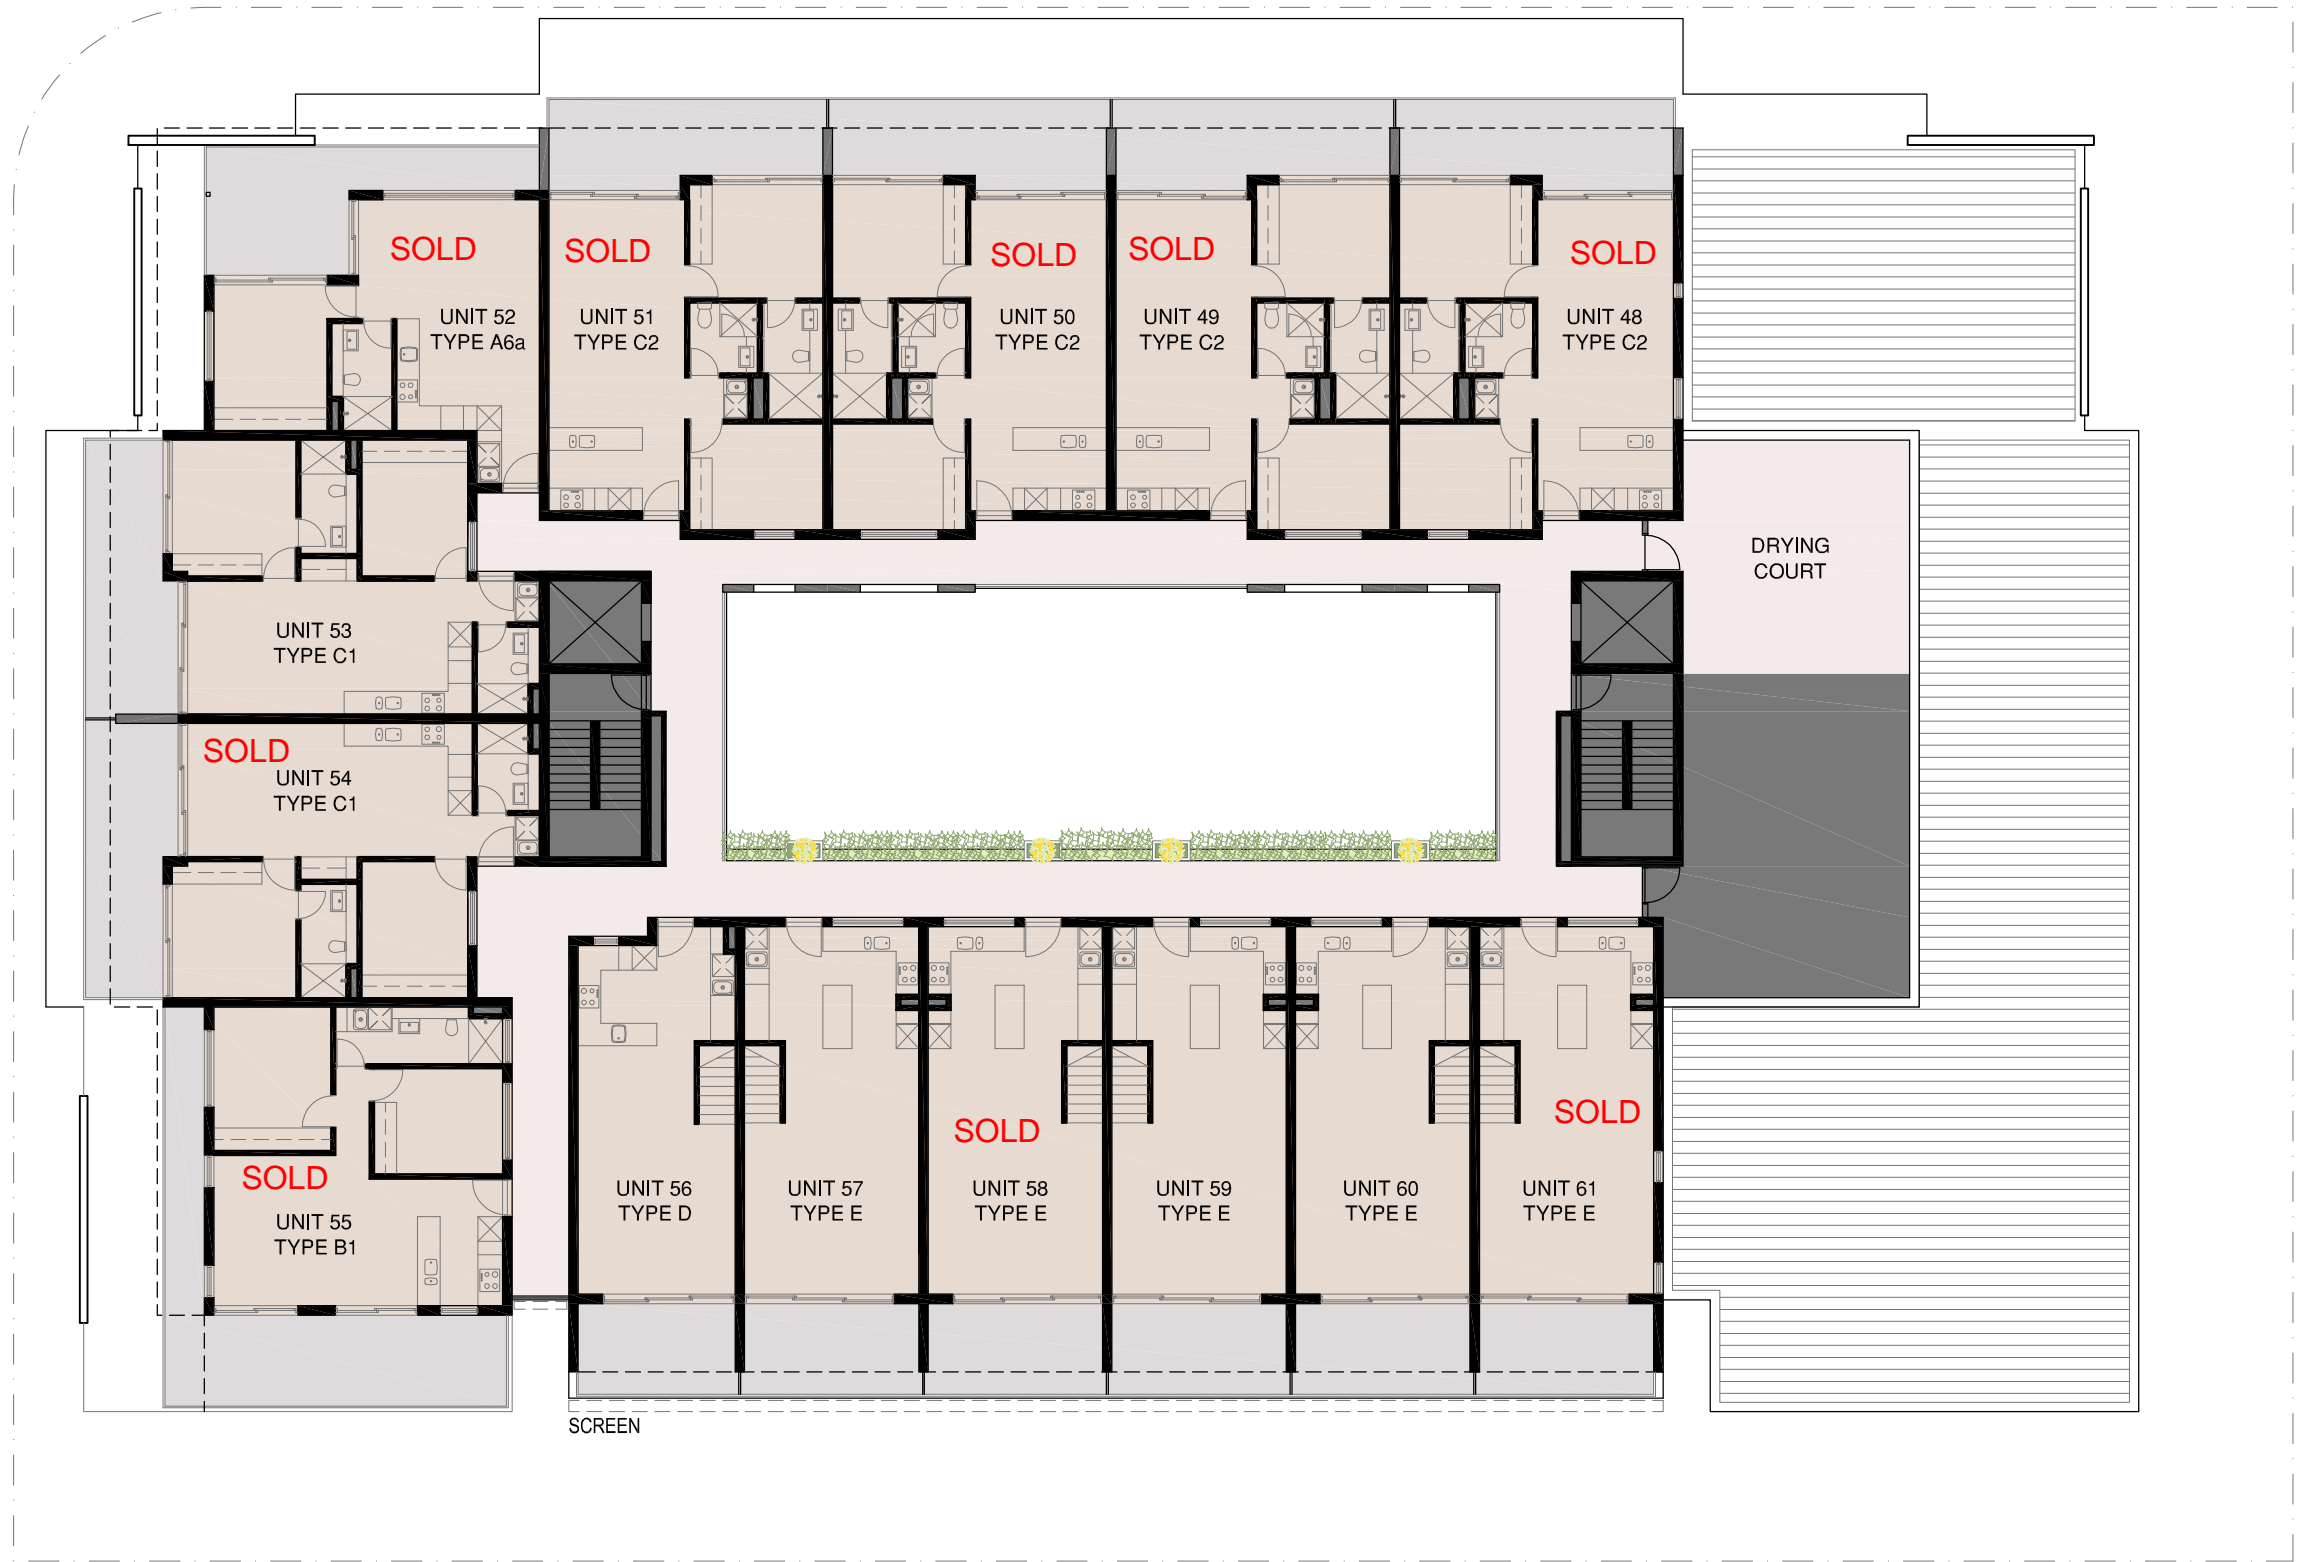 SOLD
UNIT 52
TYPE A6a
SOLD
UNIT 51
TYPE C2
SOLD
UNIT 50
TYPE C2
SOLD
UNIT 49
TYPE C2
SOLD
UNIT 48
TYPE C2
DRYING
COURT
UNIT 53
TYPE C1
SOLD
UNIT 54
TYPE C1
SOLD
UNIT 55
TYPE B1
UNIT 56
TYPE D
UNIT 57
TYPE E
SOLD
UNIT 58
TYPE E
UNIT 59
TYPE E
UNIT 60
TYPE E
SOLD
UNIT 61
TYPE E
SCREEN